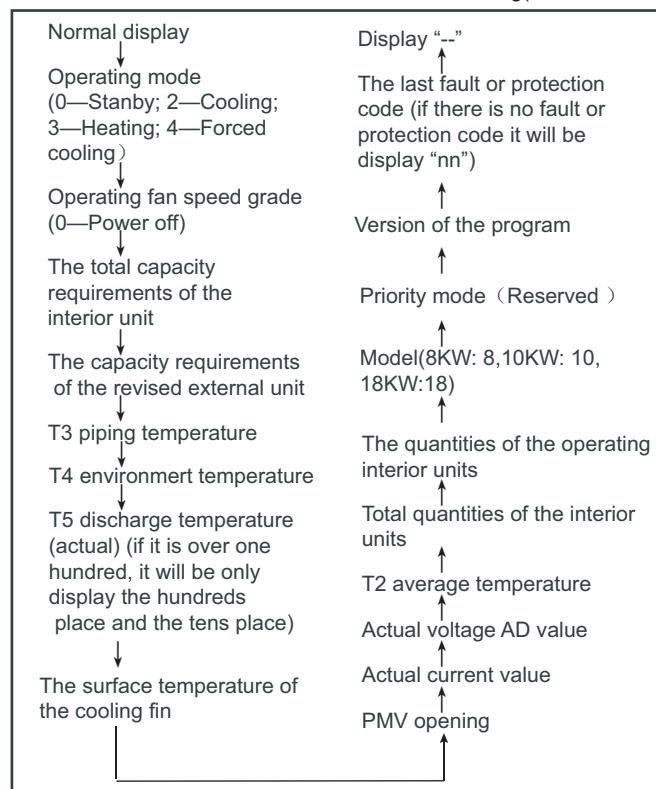 Normal display
Operating mode
(0—Stanby; 2—Cooling;
3—Heating; 4—Forced
cooling）
Operating fan speed grade
(0—Power off)
The total capacity
requirements of the
interior unit
The capacity requirements
of the revised external unit
T3 piping temperature
T4 environmert temperature
T5 discharge temperature
(actual) (if it is over one
hundred, it will be only
display the hundreds
place and the tens place)
The surface temperature of
the cooling fin
Display “--”
The last fault or protection
code (if there is no fault or
protection code it will be
display “nn”)
Version of the program
Priority mode（Reserved ）
Model(8KW: 8,10KW: 10,
18KW:18)
The quantities of the operating
interior units
Total quantities of the interior
units
T2 average temperature
Actual voltage AD value
Actual current value
PMV opening